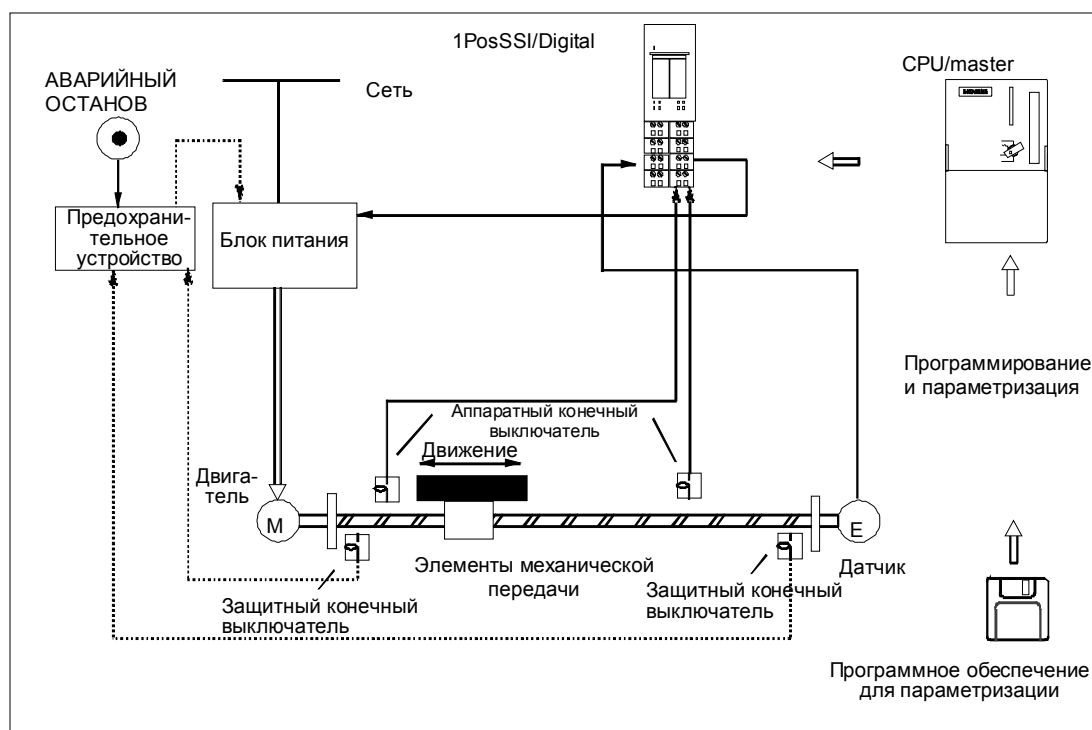 1PosSSI/Digital
CPU/master
SIEMENS
АВАРИЙНЫЙ
ОСТАНОВ
Сеть
Предохрани-
тельное
устройство
Блок питания
Программирование
и параметризация
Аппаратный конечный
выключатель
Движение
Двига-
тель
M
E
Датчик
Элементы механической
передачи
Защитный конечный
выключатель
Защитный конечный
выключатель
Программное обеспечение
для параметризации